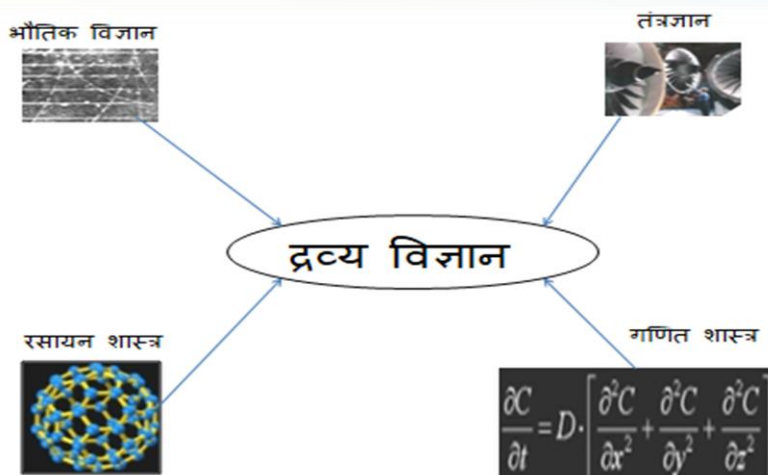 भौतिक विज्ञान
तंत्रज्ञान
द्रव्य विज्ञान
रसायन शास्त्र
गणित शास्त्र
∂C/∂t = D · [ ∂²C/∂x² + ∂²C/∂y² + ∂²C/∂z²